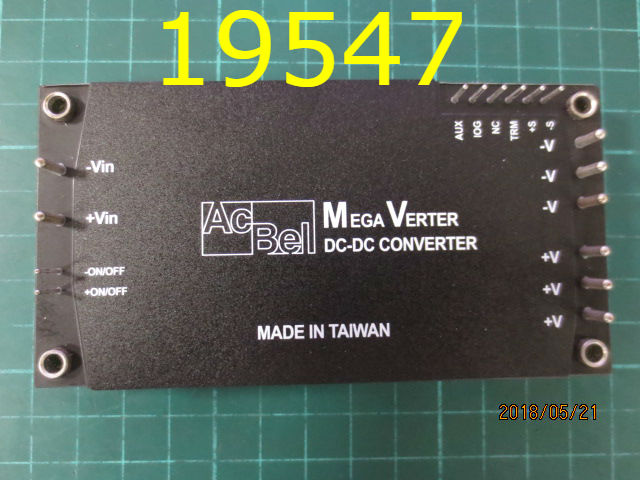 19547
AUX
IOG
NC
TRM
+S
-S
-Vin
+Vin
-ON/OFF
+ON/OFF
AcBel
MEGA VERTER
DC-DC CONVERTER
MADE IN TAIWAN
-V
-V
-V
+V
+V
+V
2018/05/21